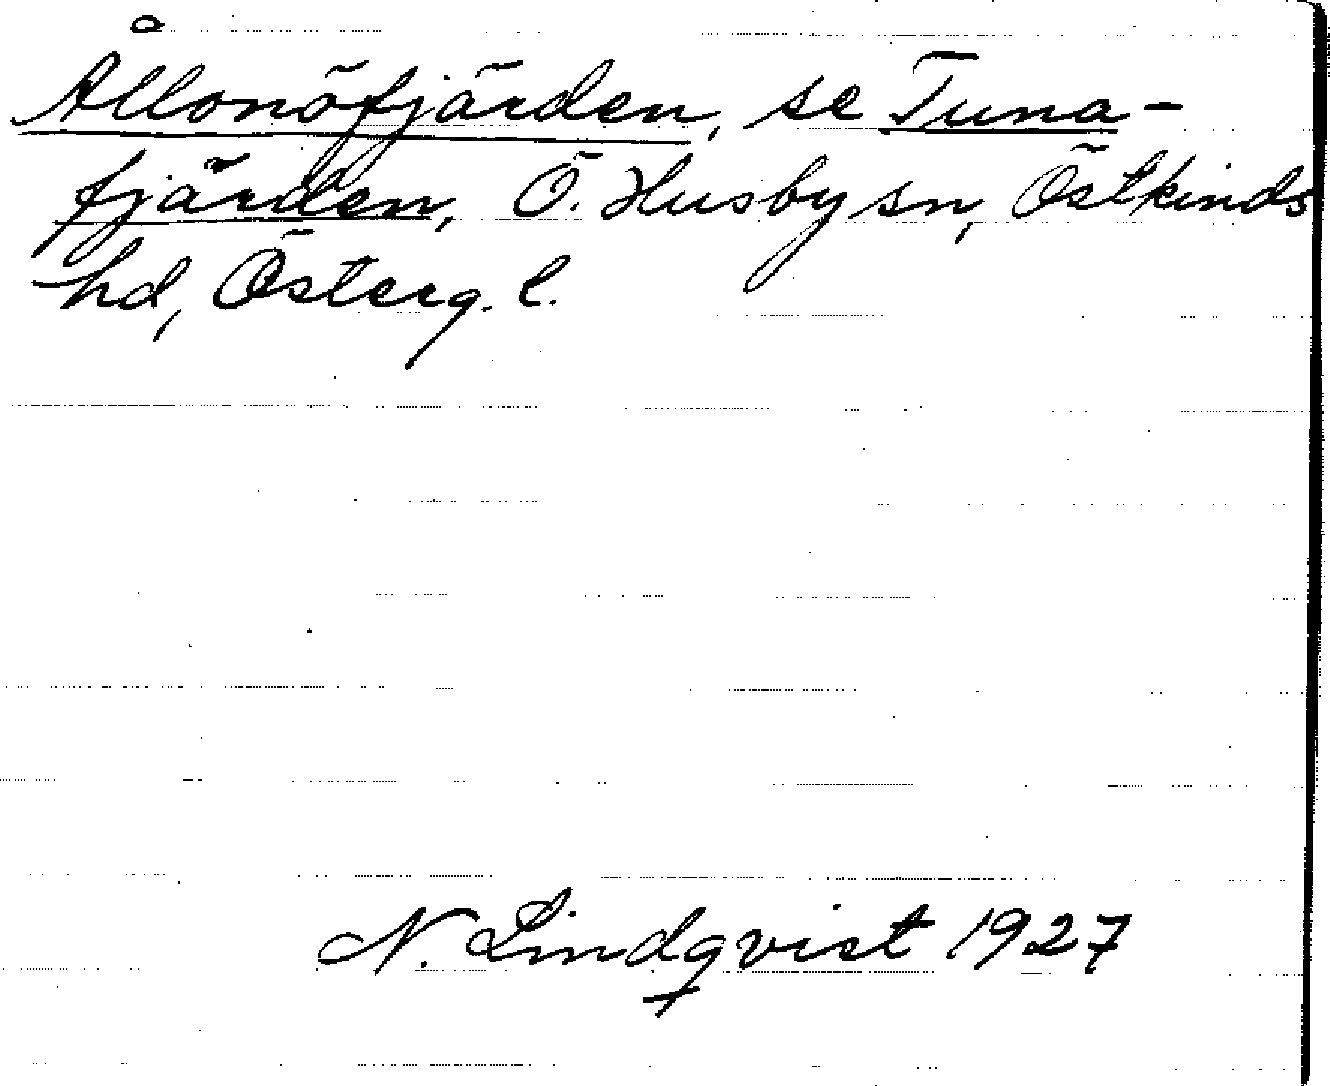 Ållonöfjärden, se Tuna-
fjärden, Ö. Husby sn, Östkinds
hd, Österg. l.
N. Lindqvist 1927